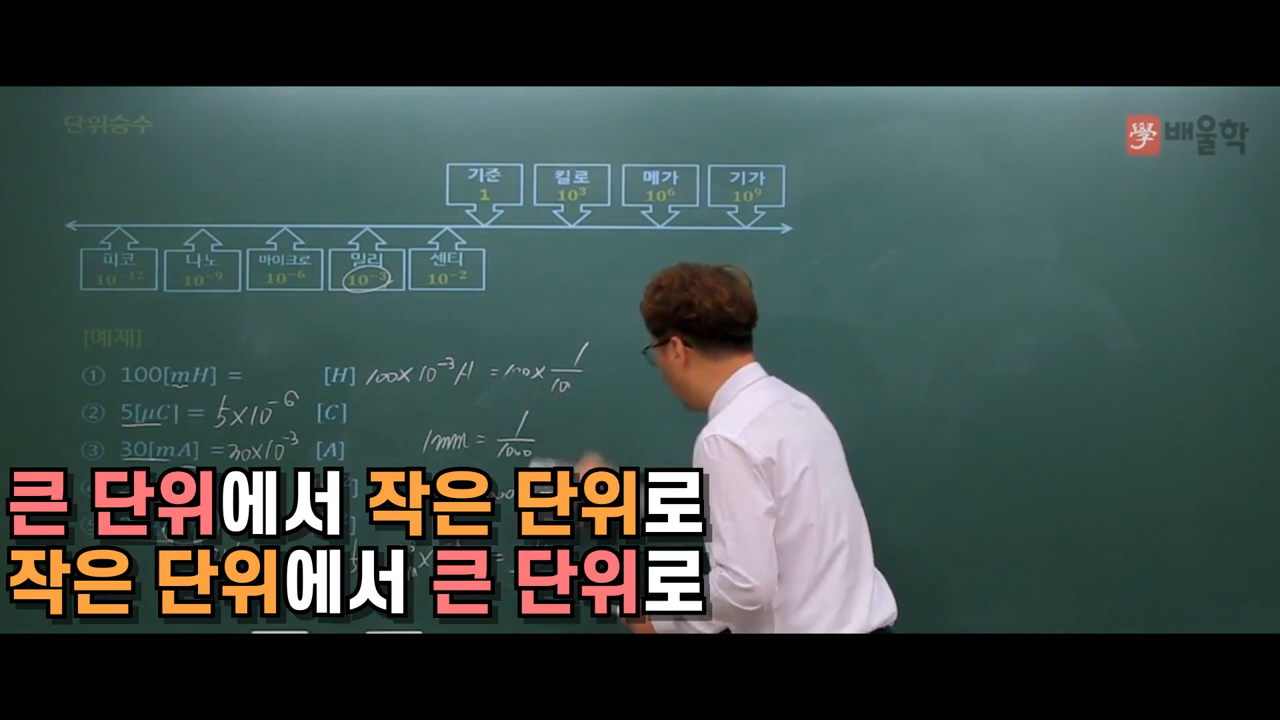 단위승수
學 배울학
기준 킬로 메가 기가
1 10³ 10⁶ 10⁹
피코 나노 마이크로 밀리 센티
10⁻¹² 10⁻⁹ 10⁻⁶ 10⁻³ 10⁻²
[예제]
① 100[mH] = [H] 100×10⁻³H = 100×
② 5[μC] = 5×10⁻⁶ [C]
1mm = 1/1000
③ 30[mA] = 30×10⁻³ [A]
큰 단위에서 작은 단위로
작은 단위에서 큰 단위로